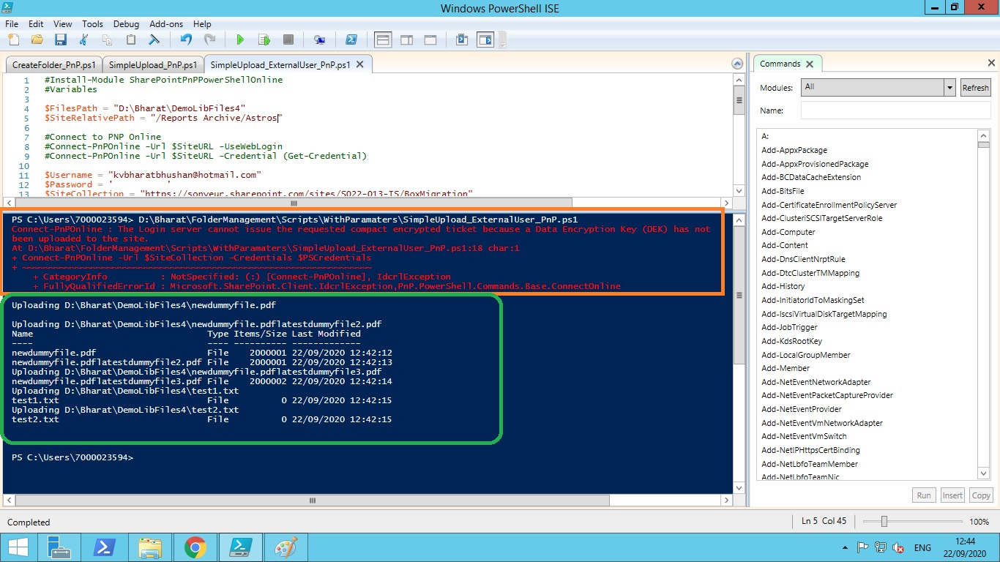 Windows PowerShell ISE
File Edit View Tools Debug Add-ons Help
CreateFolder_PnP.ps1 SimpleUpload_PnP.ps1 SimpleUpload_ExternalUser_PnP.ps1
1 #Install-Module SharePointPnPPowerShellOnline
2 #Variables
3
4 $FilesPath = "D:\Bharat\DemoLibFiles4"
5 $SiteRelativePath = "/Reports Archive/Astros"
6
7 #Connect to PNP Online
8 #Connect-PnPOnline -Url $SiteURL -UseWebLogin
9 #Connect-PnPOnline -Url $SiteURL -Credential (Get-Credential)
10
11 $Username = "kvbharatbhushan@hotmail.com"
12 $Password = ' '
13 $SiteCollection = "https://sonyeur.sharepoint.com/sites/SO22-013-IS/BoxMigration"
PS C:\Users\7000023594> D:\Bharat\FolderManagement\Scripts\WithParamaters\SimpleUpload_ExternalUser_PnP.ps1
Connect-PnPOnline : The Login server cannot issue the requested compact encrypted ticket because a Data Encryption Key (DEK) has not
been uploaded to the site.
At D:\Bharat\FolderManagement\Scripts\WithParamaters\SimpleUpload_ExternalUser_PnP.ps1:18 char:1
+ Connect-PnPOnline -Url $SiteCollection -Credentials $PSCredentials
+ ~~~~~~~~~~~~~~~~~~~~~~~~~~~~~~~~~~~~~~~~~~~~~~~~~~~~~~~~~~~~~~~~~~
+ CategoryInfo : NotSpecified: (:) [Connect-PnPOnline], IdcrlException
+ FullyQualifiedErrorId : Microsoft.SharePoint.Client.IdcrlException,PnP.PowerShell.Commands.Base.ConnectOnline
Uploading D:\Bharat\DemoLibFiles4\newdummyfile.pdf
Uploading D:\Bharat\DemoLibFiles4\newdummyfile.pdflatestdummyfile2.pdf
Name Type Items/Size Last Modified
---- ---- ---------- -------------
newdummyfile.pdf File 2000001 22/09/2020 12:42:12
newdummyfile.pdflatestdummyfile2.pdf File 2000001 22/09/2020 12:42:13
Uploading D:\Bharat\DemoLibFiles4\newdummyfile.pdflatestdummyfile3.pdf
newdummyfile.pdflatestdummyfile3.pdf File 2000002 22/09/2020 12:42:14
Uploading D:\Bharat\DemoLibFiles4\test1.txt
test1.txt File 0 22/09/2020 12:42:15
Uploading D:\Bharat\DemoLibFiles4\test2.txt
test2.txt File 0 22/09/2020 12:42:15
PS C:\Users\7000023594>
Commands
Modules: All Refresh
Name:
A:
Add-AppxPackage
Add-AppxProvisionedPackage
Add-BCDataCacheExtension
Add-BitsFile
Add-CertificateEnrollmentPolicyServer
Add-ClusteriSCSITargetServerRole
Add-Computer
Add-Content
Add-DnsClientNrptRule
Add-DtcClusterTMMapping
Add-History
Add-InitiatorIdToMaskingSet
Add-IscsiVirtualDiskTargetMapping
Add-JobTrigger
Add-KdsRootKey
Add-LocalGroupMember
Add-Member
Add-NetEventNetworkAdapter
Add-NetEventPacketCaptureProvider
Add-NetEventProvider
Add-NetEventVmNetworkAdapter
Add-NetEventVmSwitch
Add-NetIPHttpsCertBinding
Add-NetLbfoTeamMember
Add-NetLbfoTeamNic
Run Insert Copy
Completed
Ln 5 Col 45
100%
ENG
12:44
22/09/2020